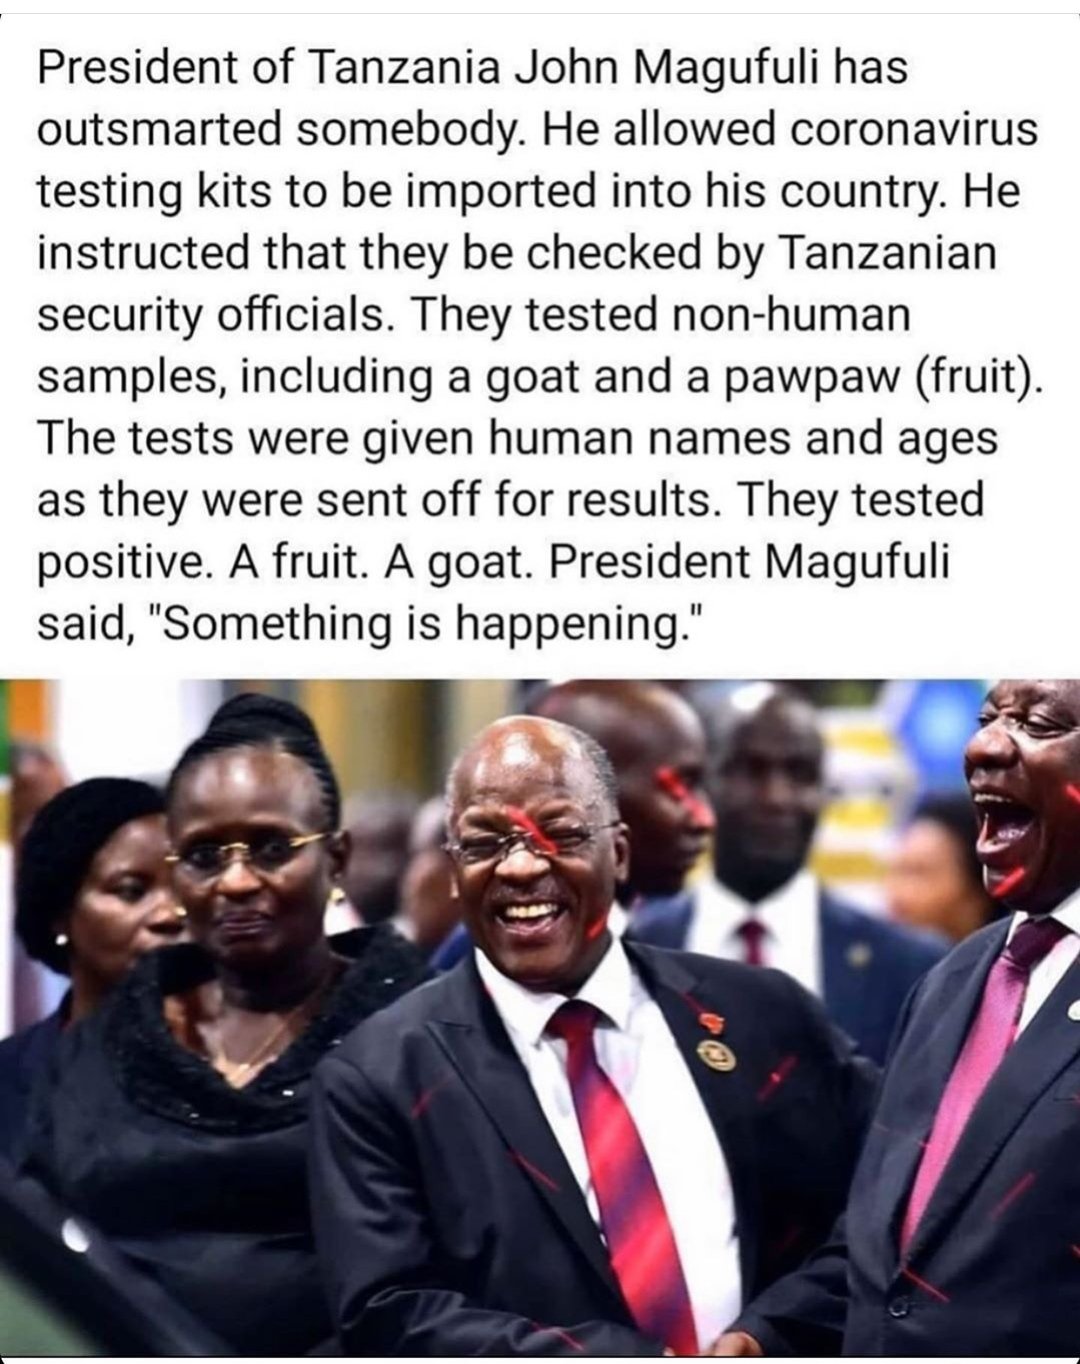 President of Tanzania John Magufuli has
outsmarted somebody. He allowed coronavirus
testing kits to be imported into his country. He
instructed that they be checked by Tanzanian
security officials. They tested non-human
samples, including a goat and a pawpaw (fruit).
The tests were given human names and ages
as they were sent off for results. They tested
positive. A fruit. A goat. President Magufuli
said, "Something is happening."